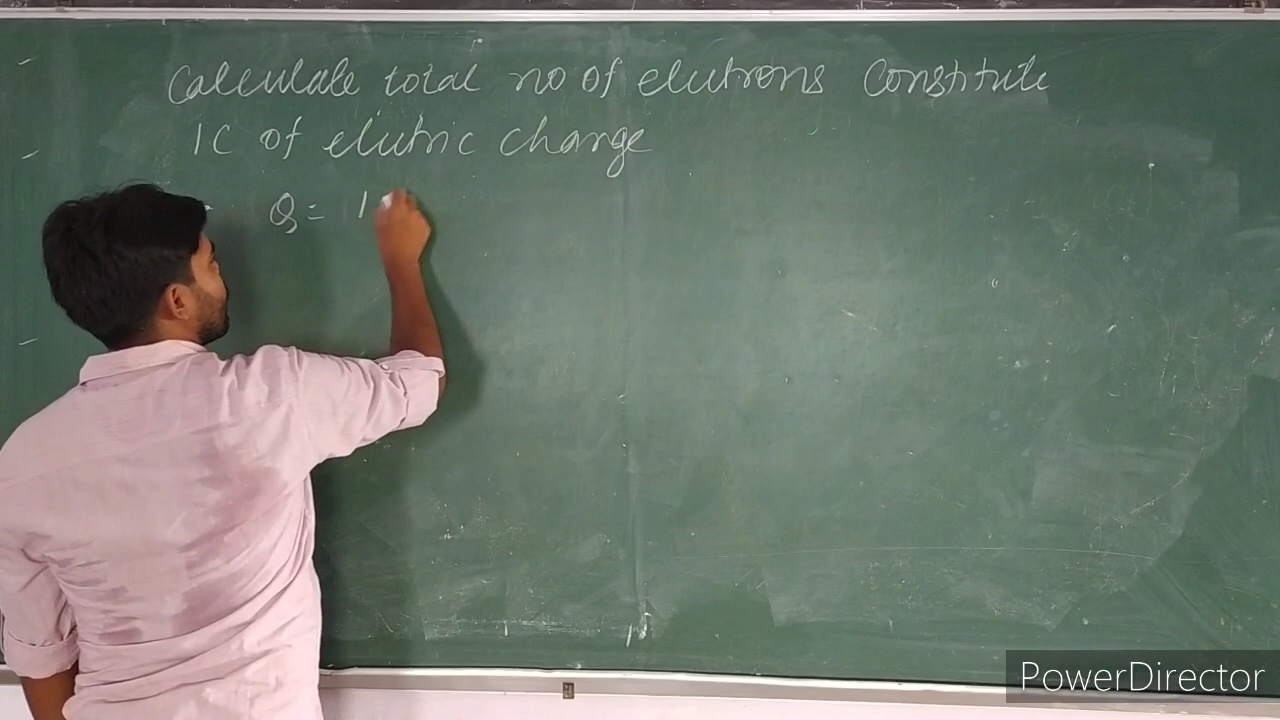 Calculate total no of electrons constitute
1C of electric charge
Q = 1
PowerDirector